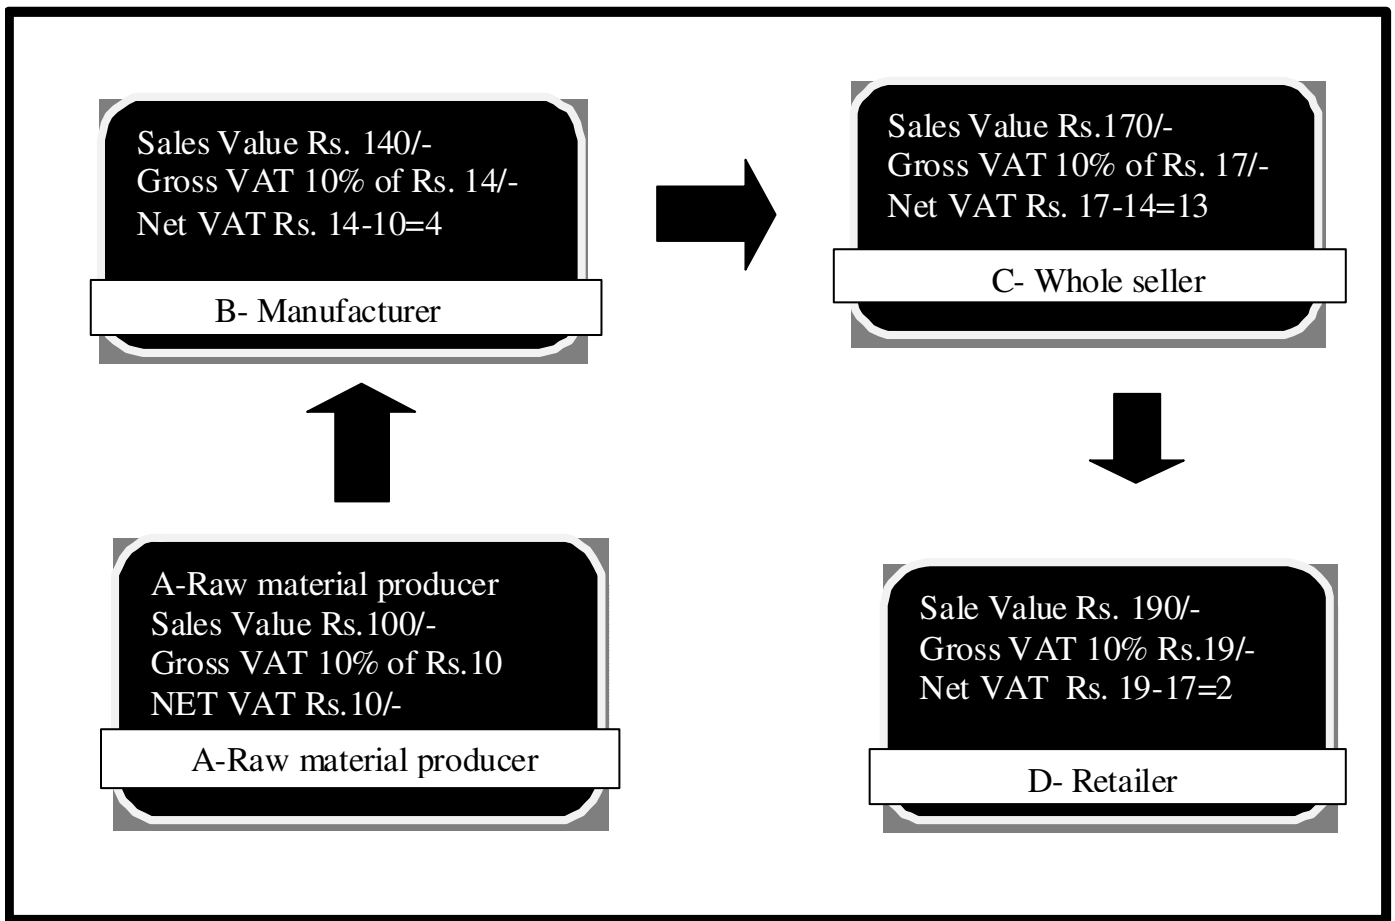 Sales Value Rs. 140/-
Gross VAT 10% of Rs. 14/-
Net VAT Rs. 14-10=4
B- Manufacturer
Sales Value Rs.170/-
Gross VAT 10% of Rs. 17/-
Net VAT Rs. 17-14=13
C- Whole seller
A-Raw material producer
Sales Value Rs.100/-
Gross VAT 10% of Rs.10
NET VAT Rs.10/-
A-Raw material producer
Sale Value Rs. 190/-
Gross VAT 10% Rs.19/-
Net VAT Rs. 19-17=2
D- Retailer